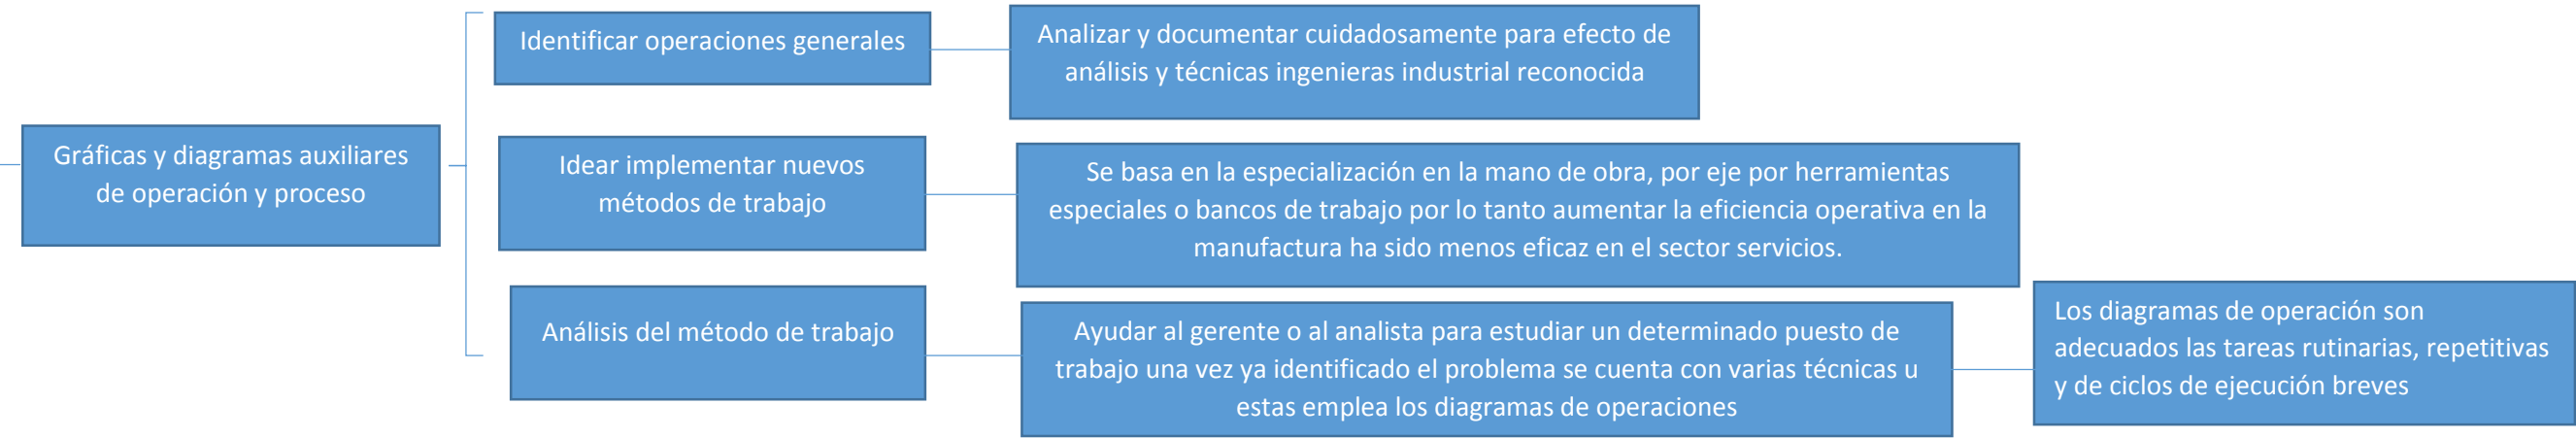 Gráficas y diagramas auxiliares
de operación y proceso
Identificar operaciones generales
Analizar y documentar cuidadosamente para efecto de
análisis y técnicas ingenieras industrial reconocida
Idear implementar nuevos
métodos de trabajo
Se basa en la especialización en la mano de obra, por eje por herramientas
especiales o bancos de trabajo por lo tanto aumentar la eficiencia operativa en la
manufactura ha sido menos eficaz en el sector servicios.
Análisis del método de trabajo
Ayudar al gerente o al analista para estudiar un determinado puesto de
trabajo una vez ya identificado el problema se cuenta con varias técnicas u
estas emplea los diagramas de operaciones
Los diagramas de operación son
adecuados las tareas rutinarias, repetitivas
y de ciclos de ejecución breves